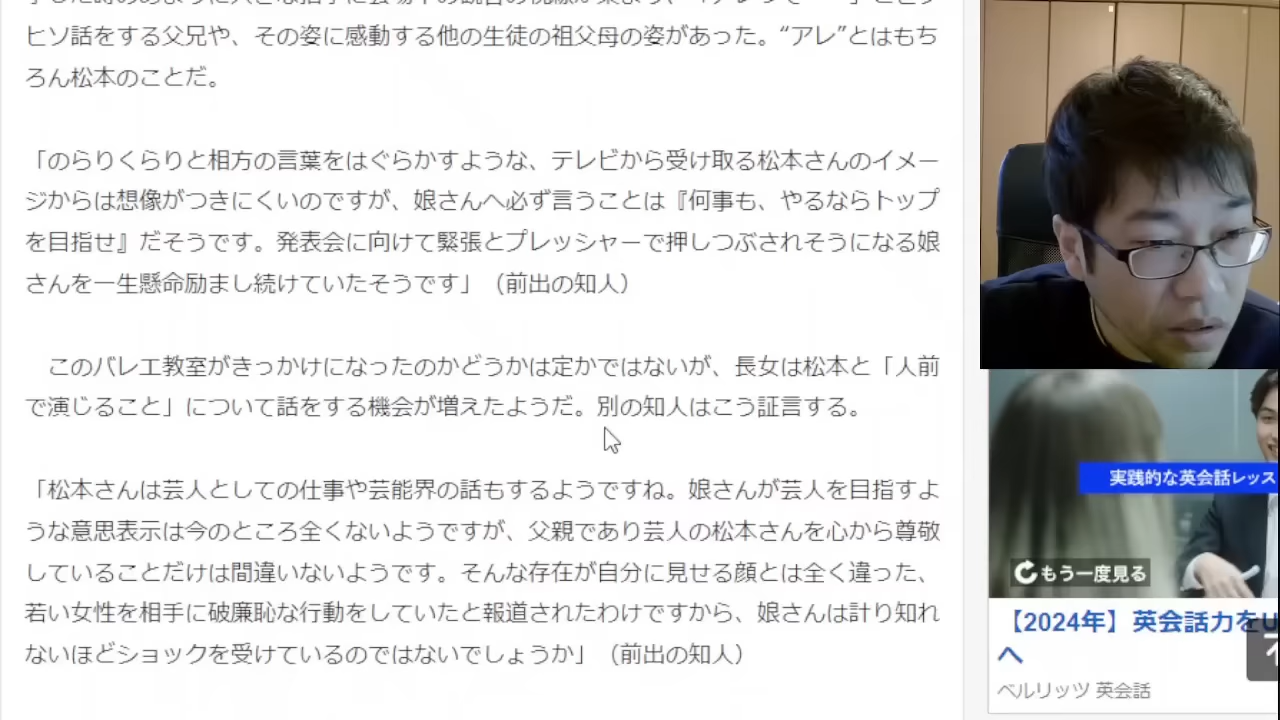 ヒソ話をする父兄や、その姿に感動する他の生徒の祖父母の姿があった。“アレ”とはもち
ろん松本のことだ。
「のらりくらりと相方の言葉をはぐらかすような、テレビから受け取る松本さんのイメー
ジからは想像がつきにくいのですが、娘さんへ必ず言うことは『何事も、やるならトップ
を目指せ』だそうです。発表会に向けて緊張とプレッシャーで押しつぶされそうになる娘
さんを一生懸命励まし続けていたそうです」（前出の知人）
このバレエ教室がきっかけになったのかどうかは定かではないが、長女は松本と「人前
で演じること」について話をする機会が増えたようだ。別の知人はこう証言する。
「松本さんは芸人としての仕事や芸能界の話もするようですね。娘さんが芸人を目指すよ
うな意思表示は今のところ全くないようですが、父親であり芸人の松本さんを心から尊敬
していることだけは間違いないようです。そんな存在が自分に見せる顔とは全く違った、
若い女性を相手に破廉恥な行動をしていたと報道されたわけですから、娘さんは計り知れ
ないほどショックを受けているのではないでしょうか」（前出の知人）
実践的な英会話レッス
もう一度見る
【2024年】英会話力を
へ
ベルリッツ 英会話